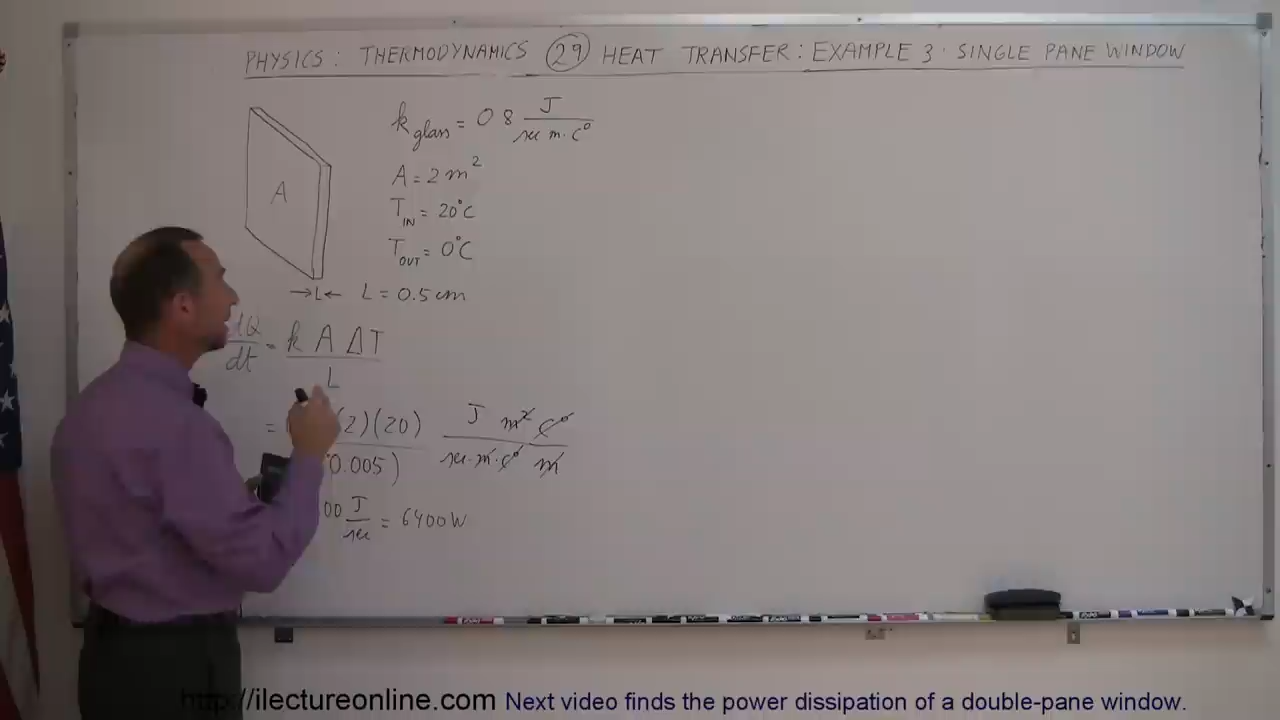 PHYSICS: THERMODYNAMICS 29 HEAT TRANSFER: EXAMPLE 3: SINGLE PANE WINDOW
k glass = 0.8 J / sec m·C°
A
A = 2 m²
T IN = 20°C
T OUT = 0°C
→L← L = 0.5 cm
dQ/dt = k A ΔT / L
= (2)(20) / 0.005) J m² C° / sec·m·C° m
00 J/sec = 6400 W
http://ilectureonline.com Next video finds the power dissipation of a double-pane window.